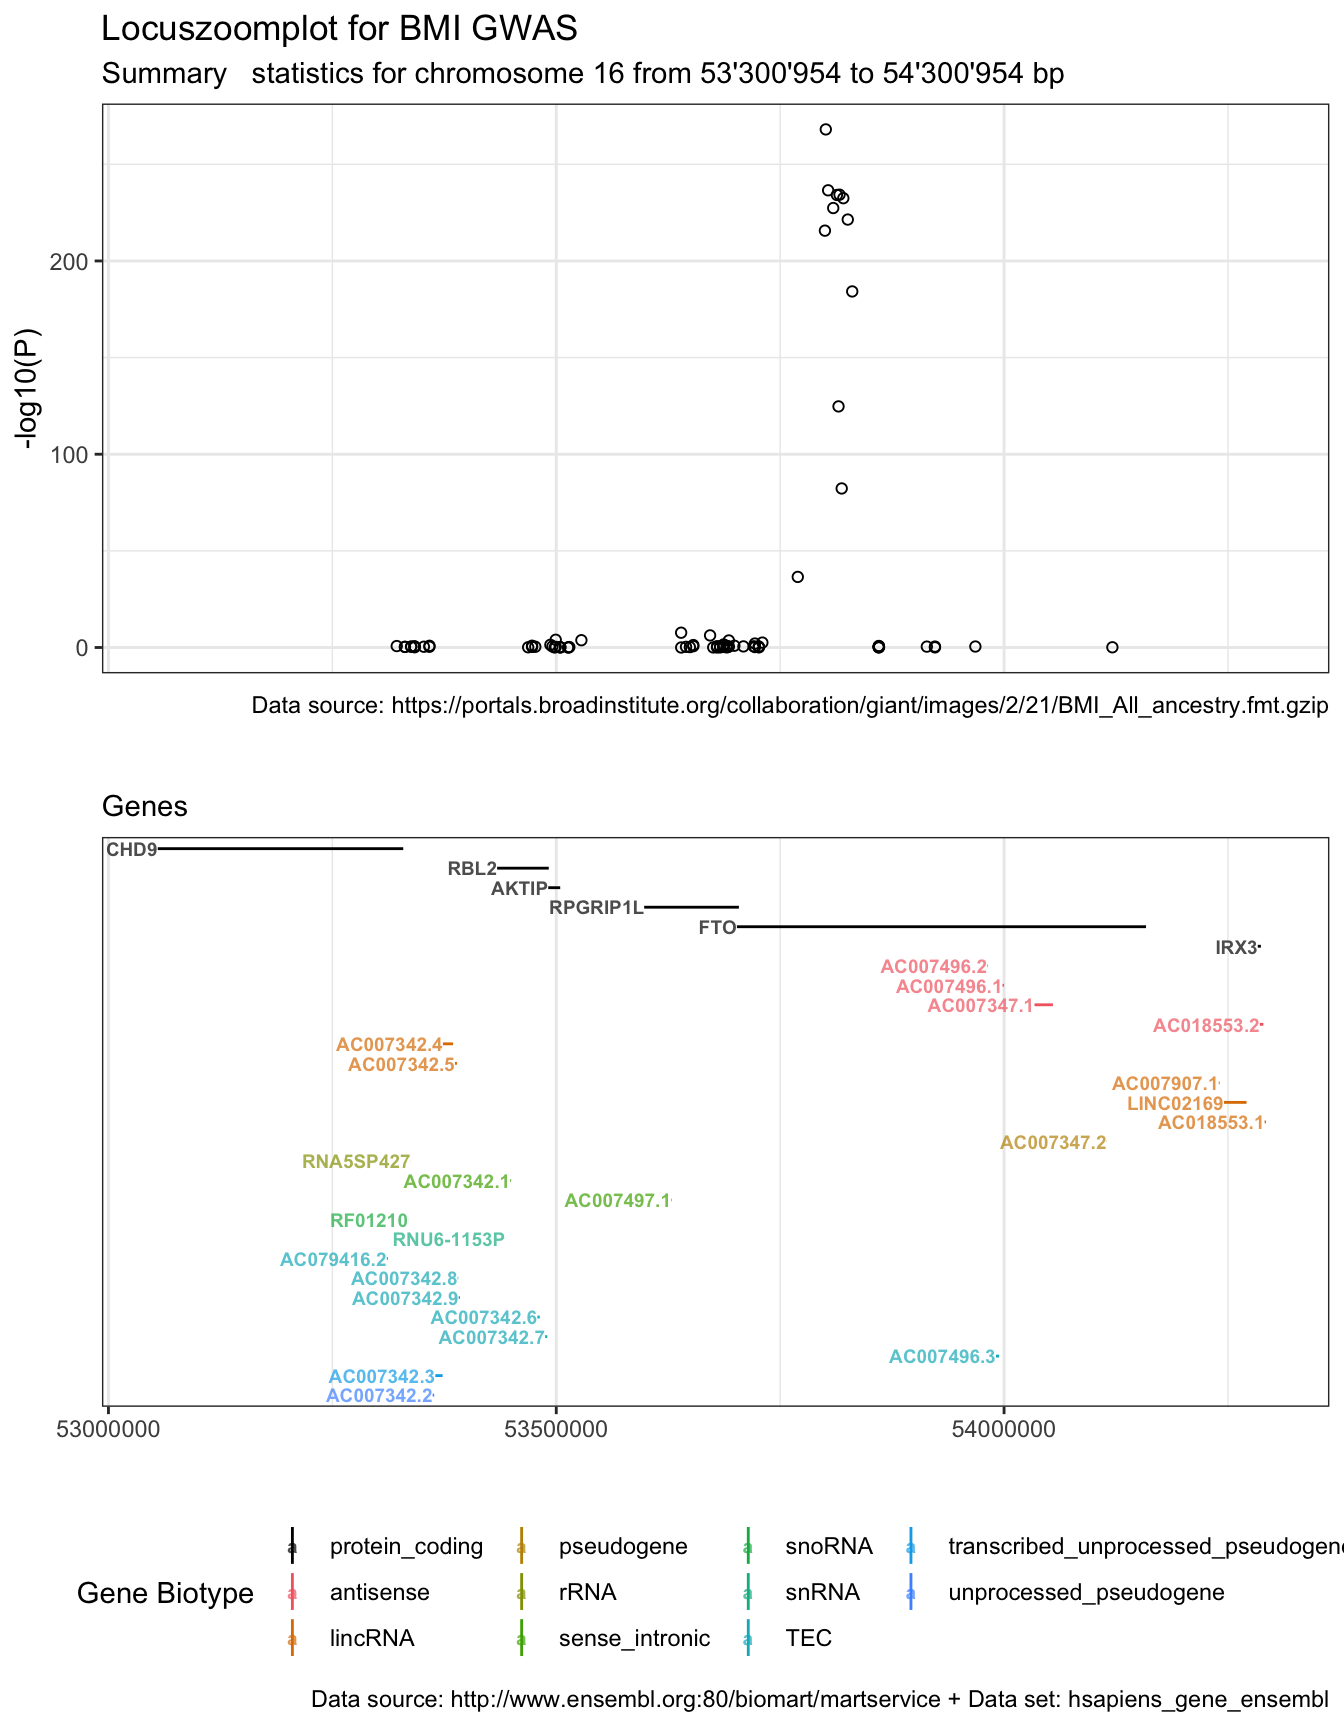 Locuszoomplot for BMI GWAS
Summary   statistics for chromosome 16 from 53'300'954 to 54'300'954 bp
-log10(P)
200
100
0
Data source: https://portals.broadinstitute.org/collaboration/giant/images/2/21/BMI_All_ancestry.fmt.gzip
Genes
CHD9
RBL2
AKTIP
RPGRIP1L
FTO
IRX3
AC007496.2
AC007496.1
AC007347.1
AC018553.2
AC007342.4
AC007342.5
AC007907.1
LINC02169
AC018553.1
AC007347.2
RNA5SP427
AC007342.1
AC007497.1
RF01210
RNU6-1153P
AC079416.2
AC007342.8
AC007342.9
AC007342.6
AC007342.7
AC007496.3
AC007342.3
AC007342.2
53000000 53500000 54000000
Gene Biotype
a protein_coding a pseudogene a snoRNA a transcribed_unprocessed_pseudogene
a antisense a rRNA a snRNA a unprocessed_pseudogene
a lincRNA a sense_intronic a TEC
Data source: http://www.ensembl.org:80/biomart/martservice + Data set: hsapiens_gene_ensembl